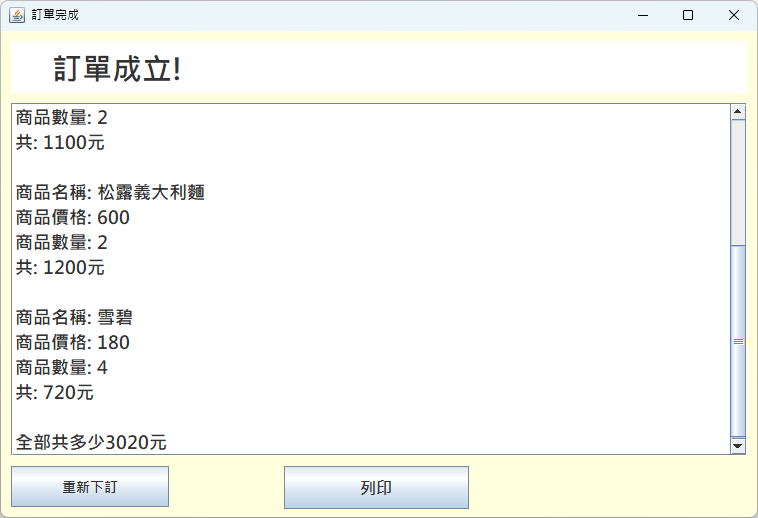 訂單完成
訂單成立!
商品數量: 2
共: 1100元
商品名稱: 松露義大利麵
商品價格: 600
商品數量: 2
共: 1200元
商品名稱: 雪碧
商品價格: 180
商品數量: 4
共: 720元
全部共多少3020元
重新下訂
列印